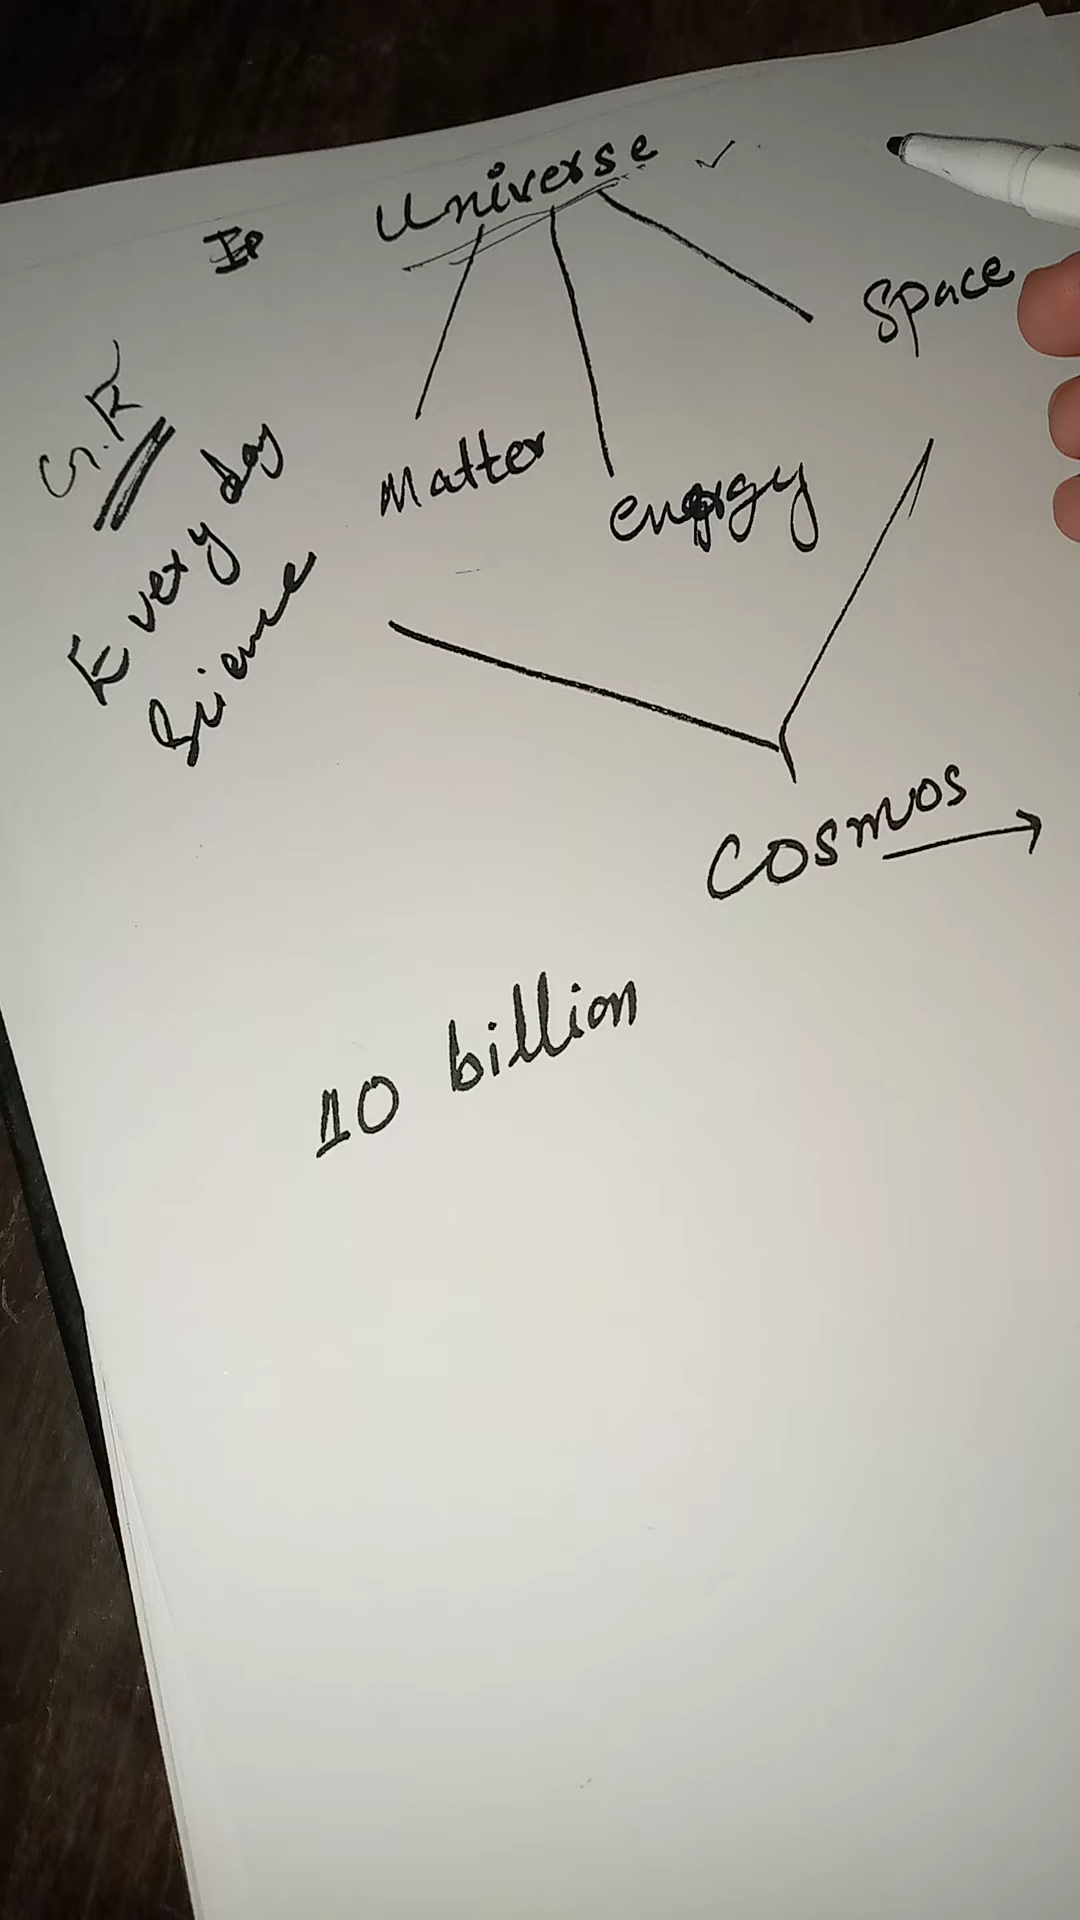 Universe
Space
G.K
Matter
energy
Every day
Science
Cosmos
10 billion